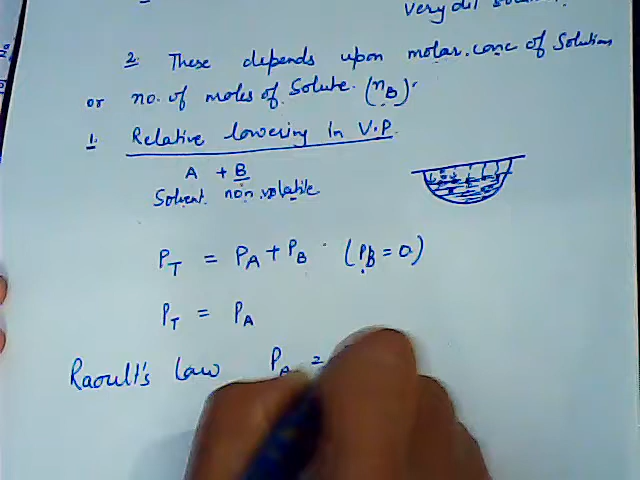 very dil
2. These depends upon molar. conc of Solution
or no. of moles of Solute. (nB).
1. Relative lowering in V.P.
A + B
Solvent. non volatile
PT = PA + PB . (PB = 0)
PT = PA
Raoult's Law PA =